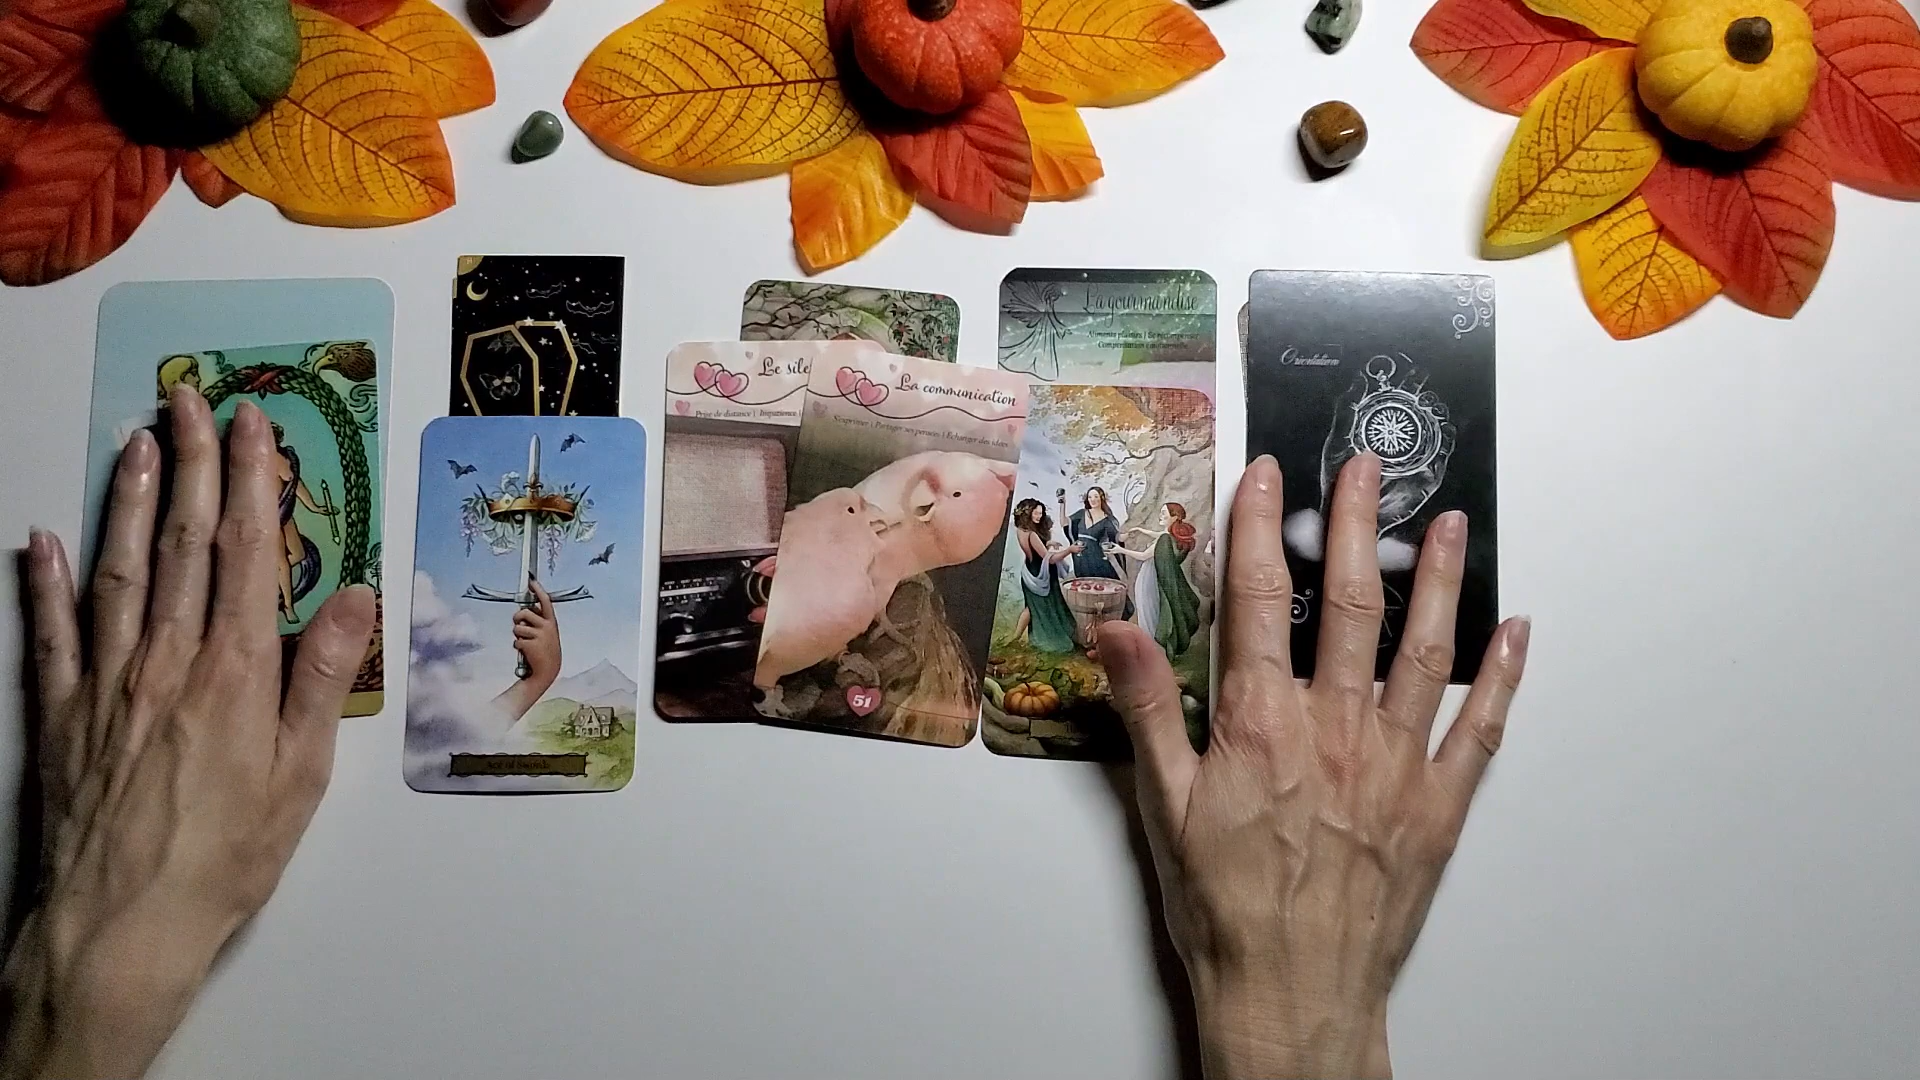 La gourmandise
Aliments plaisirs | Se récompenser
Compensation émotionnelle
Orientation
Le sile
Prise de distance | Impatience |
La communication
S'exprimer | Partager ses pensées | Échanger des idées
51
Ace of Swords